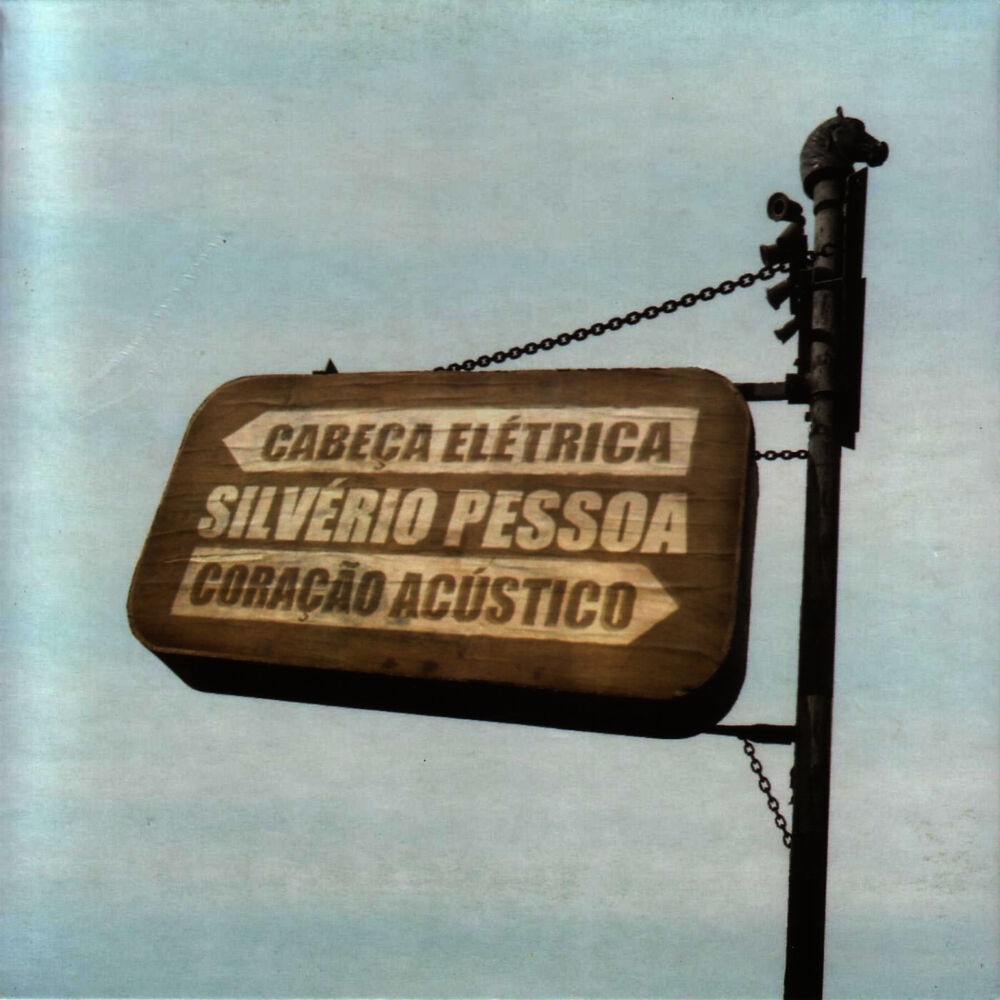 CABEÇA ELÉTRICA
SILVÉRIO PESSOA
CORAÇÃO ACÚSTICO